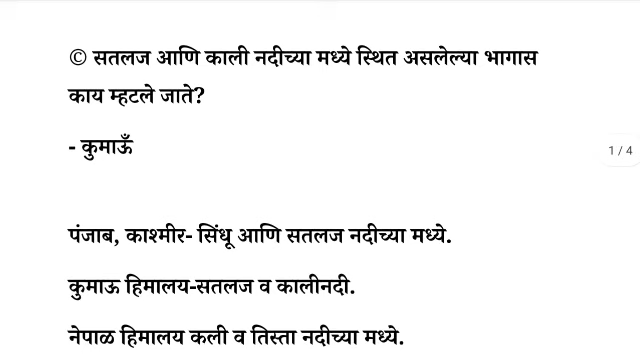 © सतलज आणि काली नदीच्या मध्ये स्थित असलेल्या भागास
काय म्हटले जाते?
- कुमाऊँ
1 / 4
पंजाब, काश्मीर- सिंधू आणि सतलज नदीच्या मध्ये.
कुमाऊ हिमालय-सतलज व कालीनदी.
नेपाळ हिमालय कली व तिस्ता नदीच्या मध्ये.